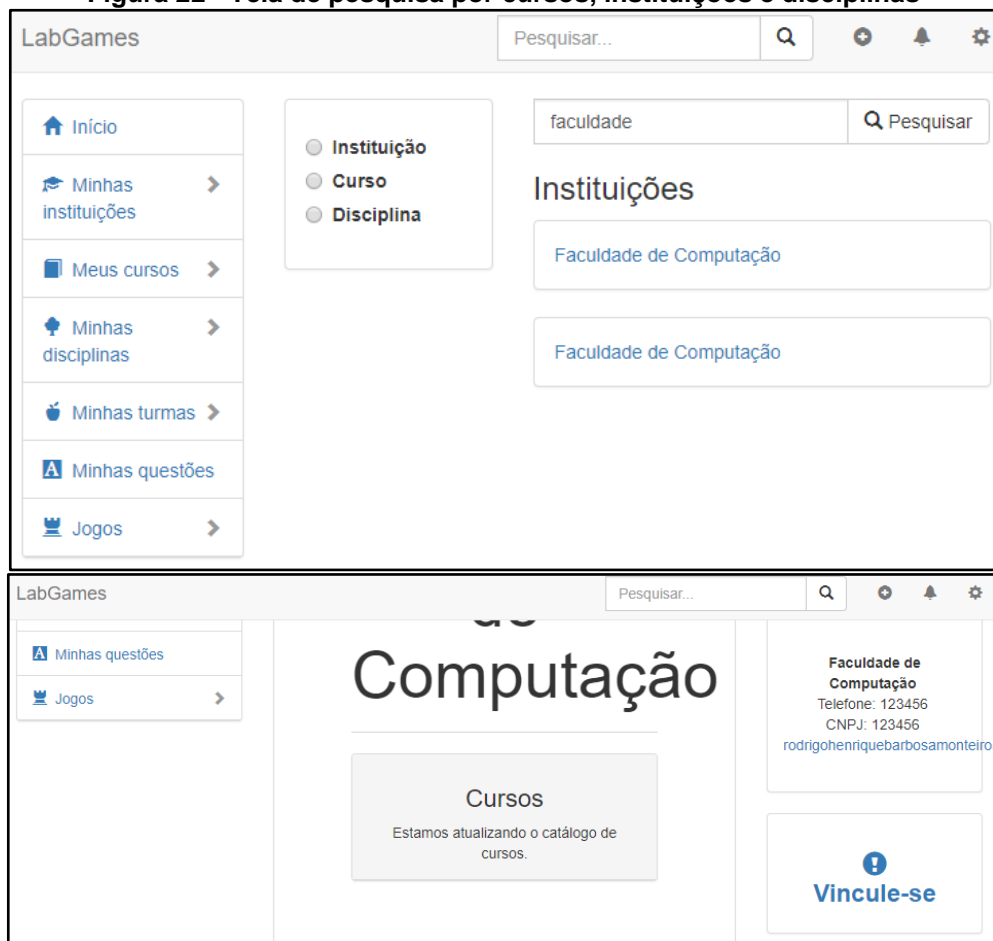 Figura 22 - Tela de pesquisa por cursos, instituições e disciplinas
LabGames
Pesquisar...
Início
Minhas
instituições
Meus cursos
Minhas
disciplinas
Minhas turmas
Minhas questões
Jogos
Instituição
Curso
Disciplina
faculdade
Pesquisar
Instituições
Faculdade de Computação
Faculdade de Computação
LabGames
Pesquisar...
Minhas questões
Jogos
de
Computação
Cursos
Estamos atualizando o catálogo de
cursos.
Faculdade de
Computação
Telefone: 123456
CNPJ: 123456
rodrigohenriquebarbosamonteiro
Vincule-se